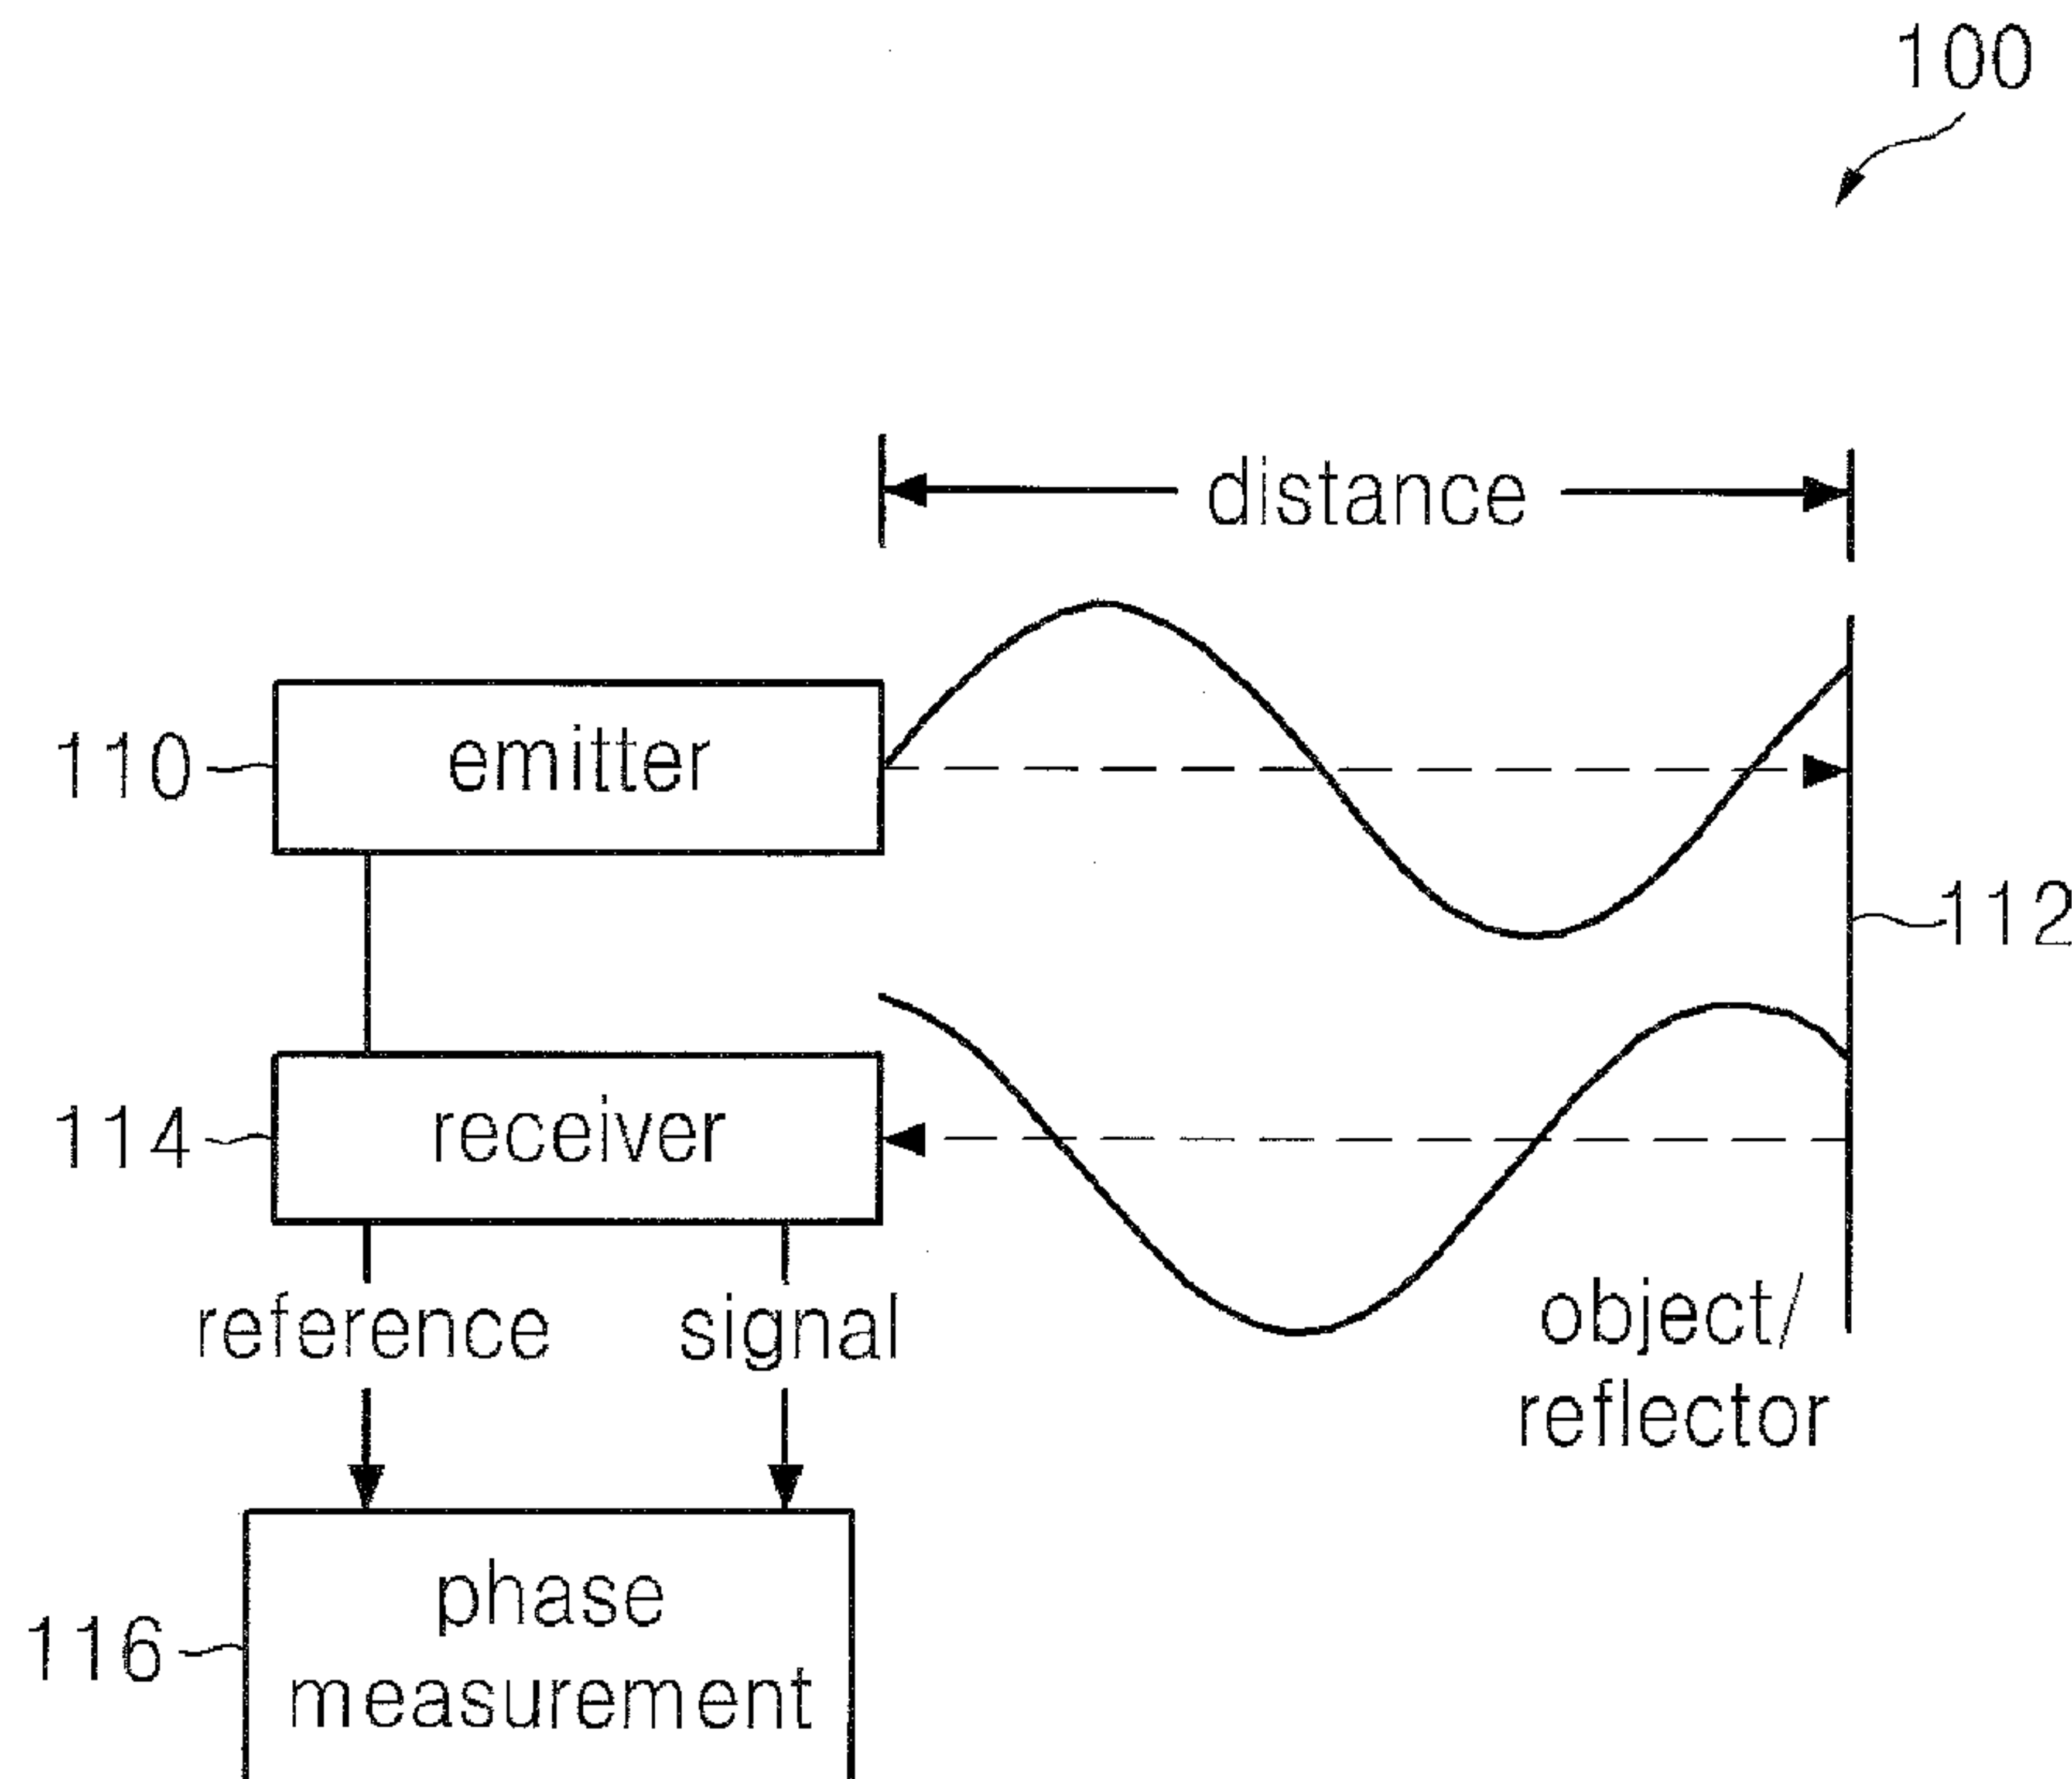 100
distance
110
emitter
112
114
receiver
reference
signal
object/
reflector
116
phase
measurement